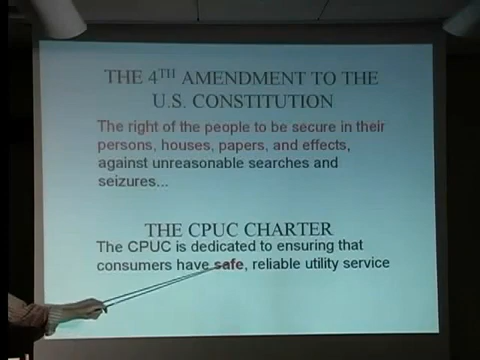 THE 4TH AMENDMENT TO THE
U.S. CONSTITUTION
The right of the people to be secure in their
persons, houses, papers, and effects,
against unreasonable searches and
seizures...
THE CPUC CHARTER
The CPUC is dedicated to ensuring that
consumers have safe, reliable utility service